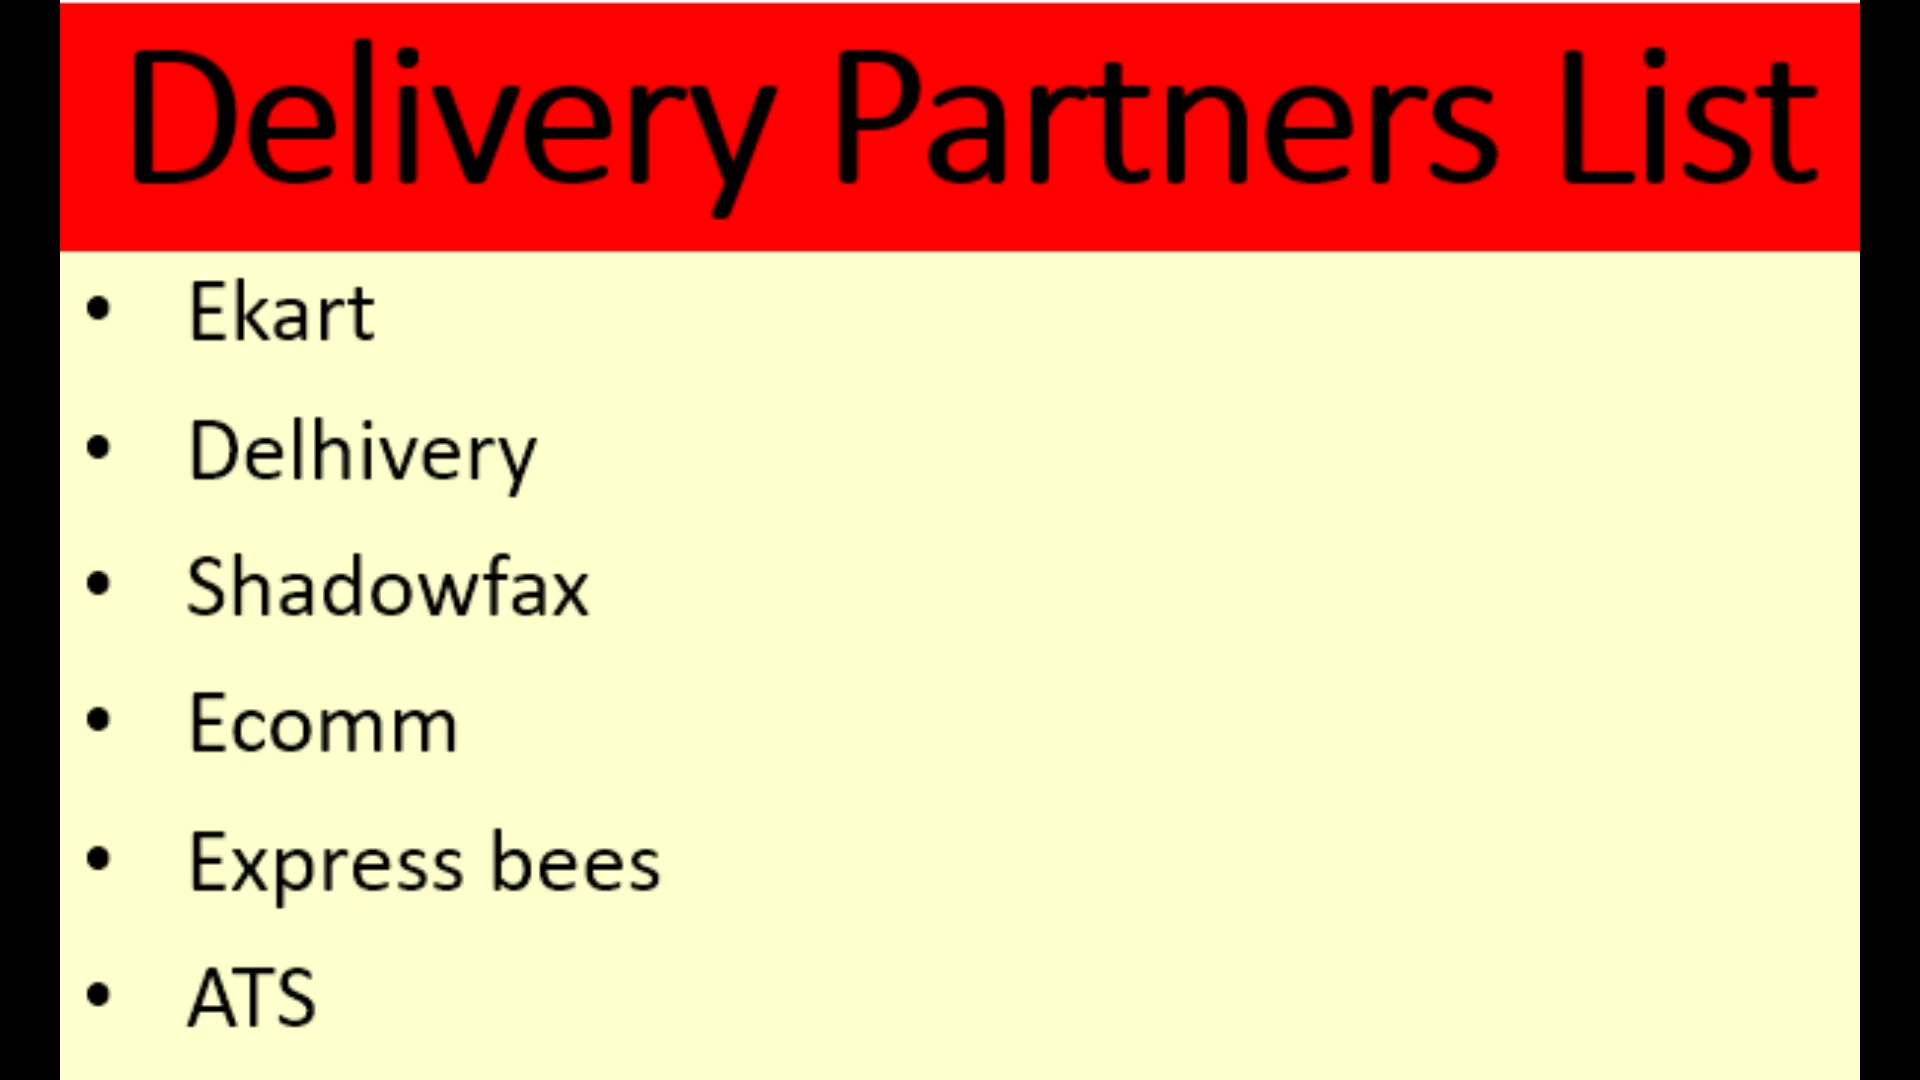 Delivery Partners List
• Ekart
• Delhivery
• Shadowfax
• Ecomm
• Express bees
• ATS